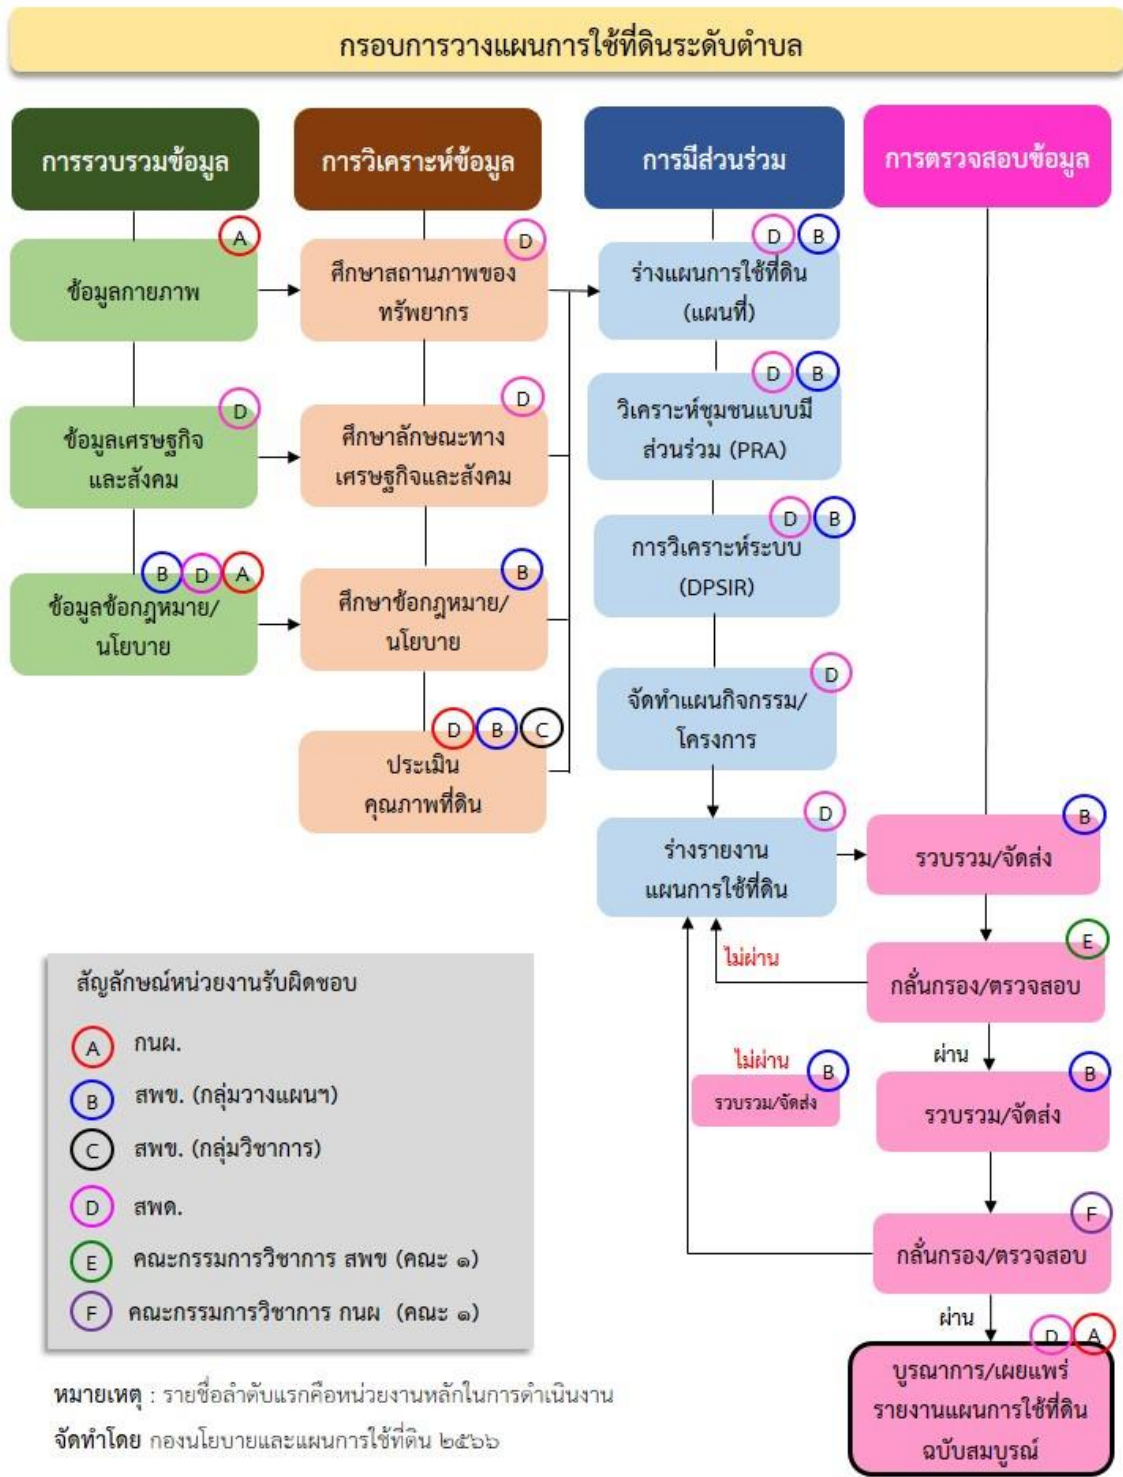 กรอบการวางแผนการใช้ที่ดินระดับตำบล
การรวบรวมข้อมูล
A
ข้อมูลกายภาพ
D
ข้อมูลเศรษฐกิจ
และสังคม
B D A
ข้อมูลข้อกฎหมาย/
นโยบาย
การวิเคราะห์ข้อมูล
D
ศึกษาสถานภาพของ
ทรัพยากร
D
ศึกษาลักษณะทาง
เศรษฐกิจและสังคม
B
ศึกษาข้อกฎหมาย/
นโยบาย
D B C
ประเมิน
คุณภาพที่ดิน
การมีส่วนร่วม
D B
ร่างแผนการใช้ที่ดิน
(แผนที่)
D B
วิเคราะห์ชุมชนแบบมี
ส่วนร่วม (PRA)
D B
การวิเคราะห์ระบบ
(DPSIR)
D
จัดทำแผนกิจกรรม/
โครงการ
D
ร่างรายงาน
แผนการใช้ที่ดิน
การตรวจสอบข้อมูล
B
รวบรวม/จัดส่ง
E
กลั่นกรอง/ตรวจสอบ
ไม่ผ่าน
ผ่าน
B
รวบรวม/จัดส่ง
ไม่ผ่าน
B
รวบรวม/จัดส่ง
F
กลั่นกรอง/ตรวจสอบ
ผ่าน
D A
บูรณาการ/เผยแพร่
รายงานแผนการใช้ที่ดิน
ฉบับสมบูรณ์
สัญลักษณ์หน่วยงานรับผิดชอบ
A กนผ.
B สพข. (กลุ่มวางแผนฯ)
C สพข. (กลุ่มวิชาการ)
D สพด.
E คณะกรรมการวิชาการ สพข (คณะ ๑)
F คณะกรรมการวิชาการ กนผ (คณะ ๑)
หมายเหตุ : รายชื่อลำดับแรกคือหน่วยงานหลักในการดำเนินงาน
จัดทำโดย กองนโยบายและแผนการใช้ที่ดิน ๒๕๖๖